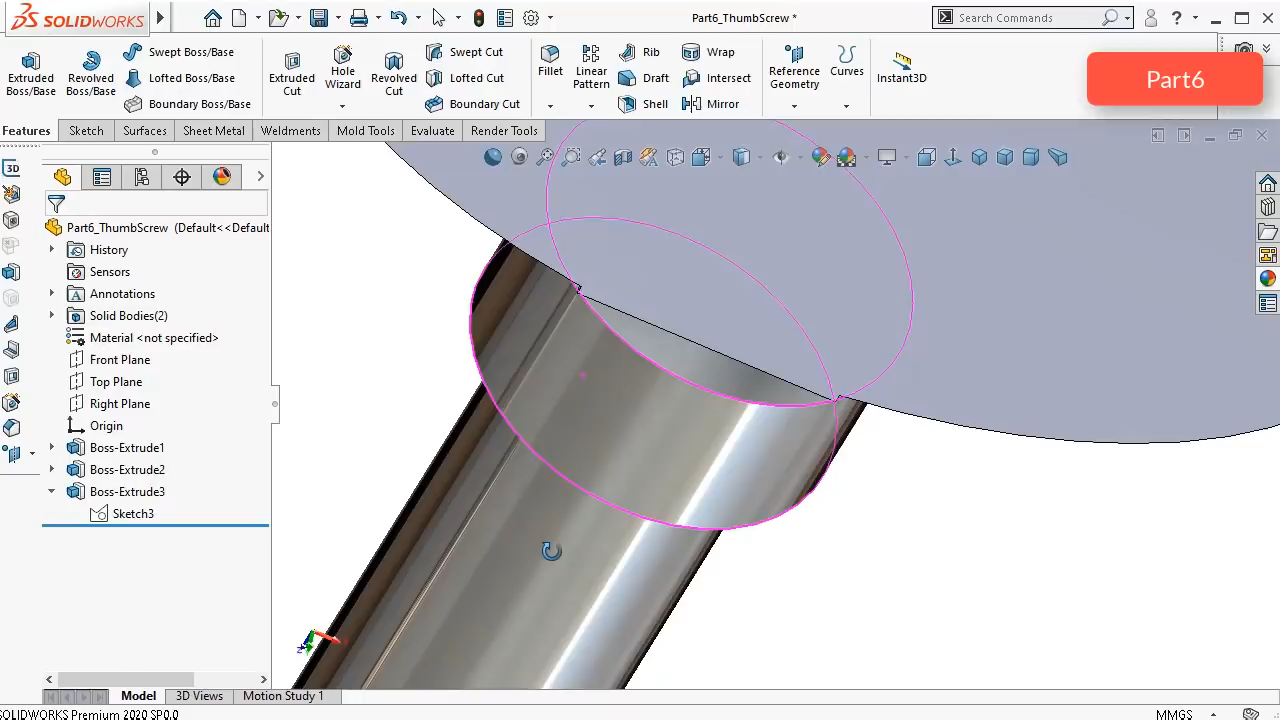 SOLIDWORKS
Part6_ThumbScrew *
Search Commands
Extruded Boss/Base
Revolved Boss/Base
Swept Boss/Base
Lofted Boss/Base
Boundary Boss/Base
Extruded Cut
Hole Wizard
Revolved Cut
Swept Cut
Lofted Cut
Boundary Cut
Fillet
Linear Pattern
Rib
Draft
Shell
Wrap
Intersect
Mirror
Reference Geometry
Curves
Instant3D
Part6
Features
Sketch
Surfaces
Sheet Metal
Weldments
Mold Tools
Evaluate
Render Tools
3D
Part6_ThumbScrew (Default<<Default
History
Sensors
Annotations
Solid Bodies(2)
Material <not specified>
Front Plane
Top Plane
Right Plane
Origin
Boss-Extrude1
Boss-Extrude2
Boss-Extrude3
Sketch3
Z
Model
3D Views
Motion Study 1
SOLIDWORKS Premium 2020 SP0.0
MMGS